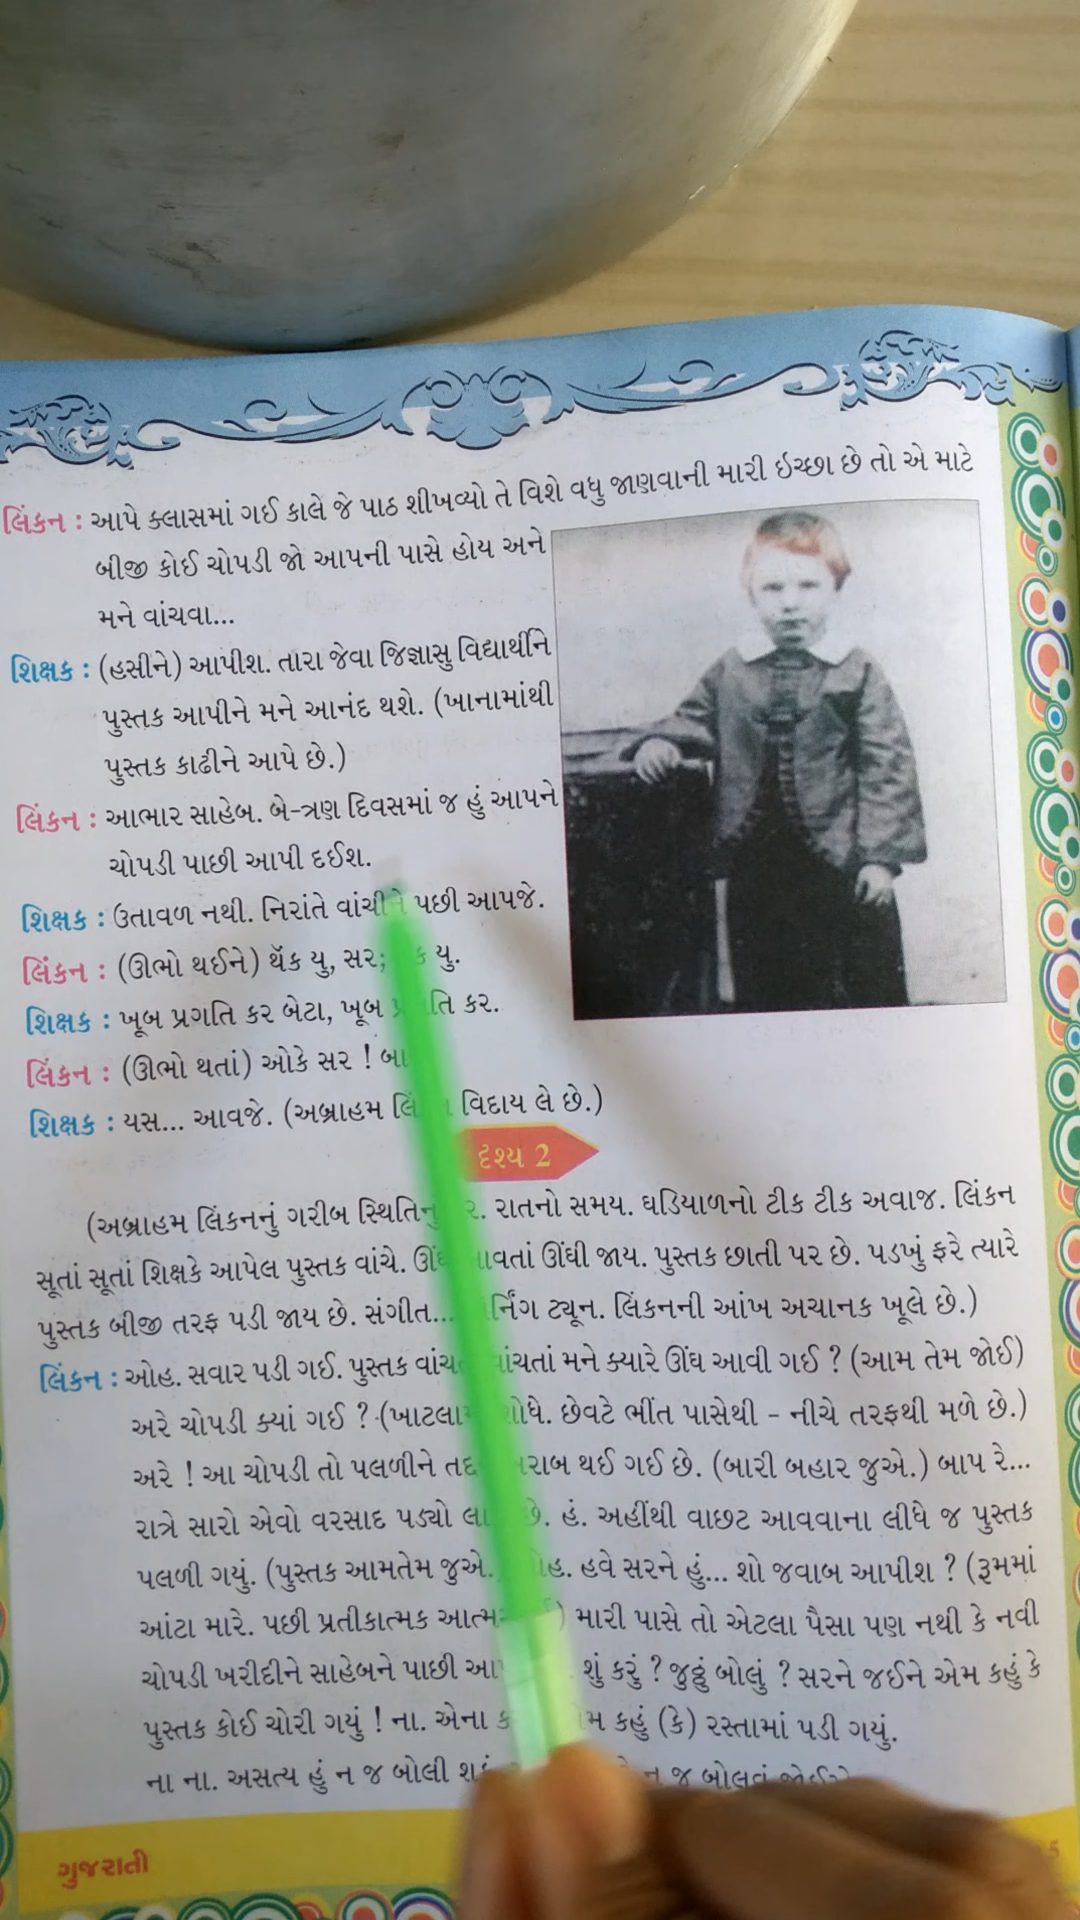 લિંકન : આપે ક્લાસમાં ગઈ કાલે જે પાઠ શીખવ્યો તે વિશે વધુ જાણવાની મારી ઇચ્છા છે તો એ માટે
બીજી કોઈ ચોપડી જો આપની પાસે હોય અને
મને વાંચવા...
શિક્ષક : (હસીને) આપીશ. તારા જેવા જિજ્ઞાસુ વિદ્યાર્થીને
પુસ્તક આપીને મને આનંદ થશે. (ખાનામાંથી
પુસ્તક કાઢીને આપે છે.)
લિંકન : આભાર સાહેબ. બે-ત્રણ દિવસમાં જ હું આપને
ચોપડી પાછી આપી દઈશ.
શિક્ષક : ઉતાવળ નથી. નિરાંતે વાંચીને પછી આપજે.
લિંકન : (ઊભો થઈને) થૅંક યુ, સર; યુ.
શિક્ષક : ખૂબ પ્રગતિ કર બેટા, ખૂબ કર.
લિંકન : (ઊભો થતાં) ઓકે સર !
શિક્ષક : યસ... આવજે. (અબ્રાહમ વિદાય લે છે.)
દૃશ્ય 2
(અબ્રાહમ લિંકનનું ગરીબ સ્થિતિનું રાતનો સમય. ઘડિયાળનો ટીક ટીક અવાજ. લિંકન
સૂતાં સૂતાં શિક્ષકે આપેલ પુસ્તક વાંચે. ઊંઘી જાય. પુસ્તક છાતી પર છે. પડખું ફરે ત્યારે
પુસ્તક બીજી તરફ પડી જાય છે. સંગીત... ટ્યૂન. લિંકનની આંખ અચાનક ખૂલે છે.)
લિંકન : ઓહ. સવાર પડી ગઈ. પુસ્તક મને ક્યારે ઊંઘ આવી ગઈ ? (આમ તેમ જોઈ)
અરે ચોપડી ક્યાં ગઈ ? શોધે. છેવટે ભીંત પાસેથી - નીચે તરફથી મળે છે.)
અરે ! આ ચોપડી તો પલળીને થઈ ગઈ છે. (બારી બહાર જુએ.) બાપ રે...
રાત્રે સારો એવો વરસાદ પડ્યો છે. હં. અહીંથી વાછટ આવવાના લીધે જ પુસ્તક
પલળી ગયું. (પુસ્તક આમતેમ જુએ. હવે સરને હું... શો જવાબ આપીશ ? (રૂમમાં
આંટા મારે. પછી પ્રતીકાત્મક મારી પાસે તો એટલા પૈસા પણ નથી કે નવી
ચોપડી ખરીદીને સાહેબને પાછી શું કરું ? જુઠ્ઠું બોલું ? સરને જઈને એમ કહું કે
પુસ્તક કોઈ ચોરી ગયું ! ના. એના કહું (કે) રસ્તામાં પડી ગયું.
ના ના. અસત્ય હું ન જ બોલી ન જ
ગુજરાતી
5